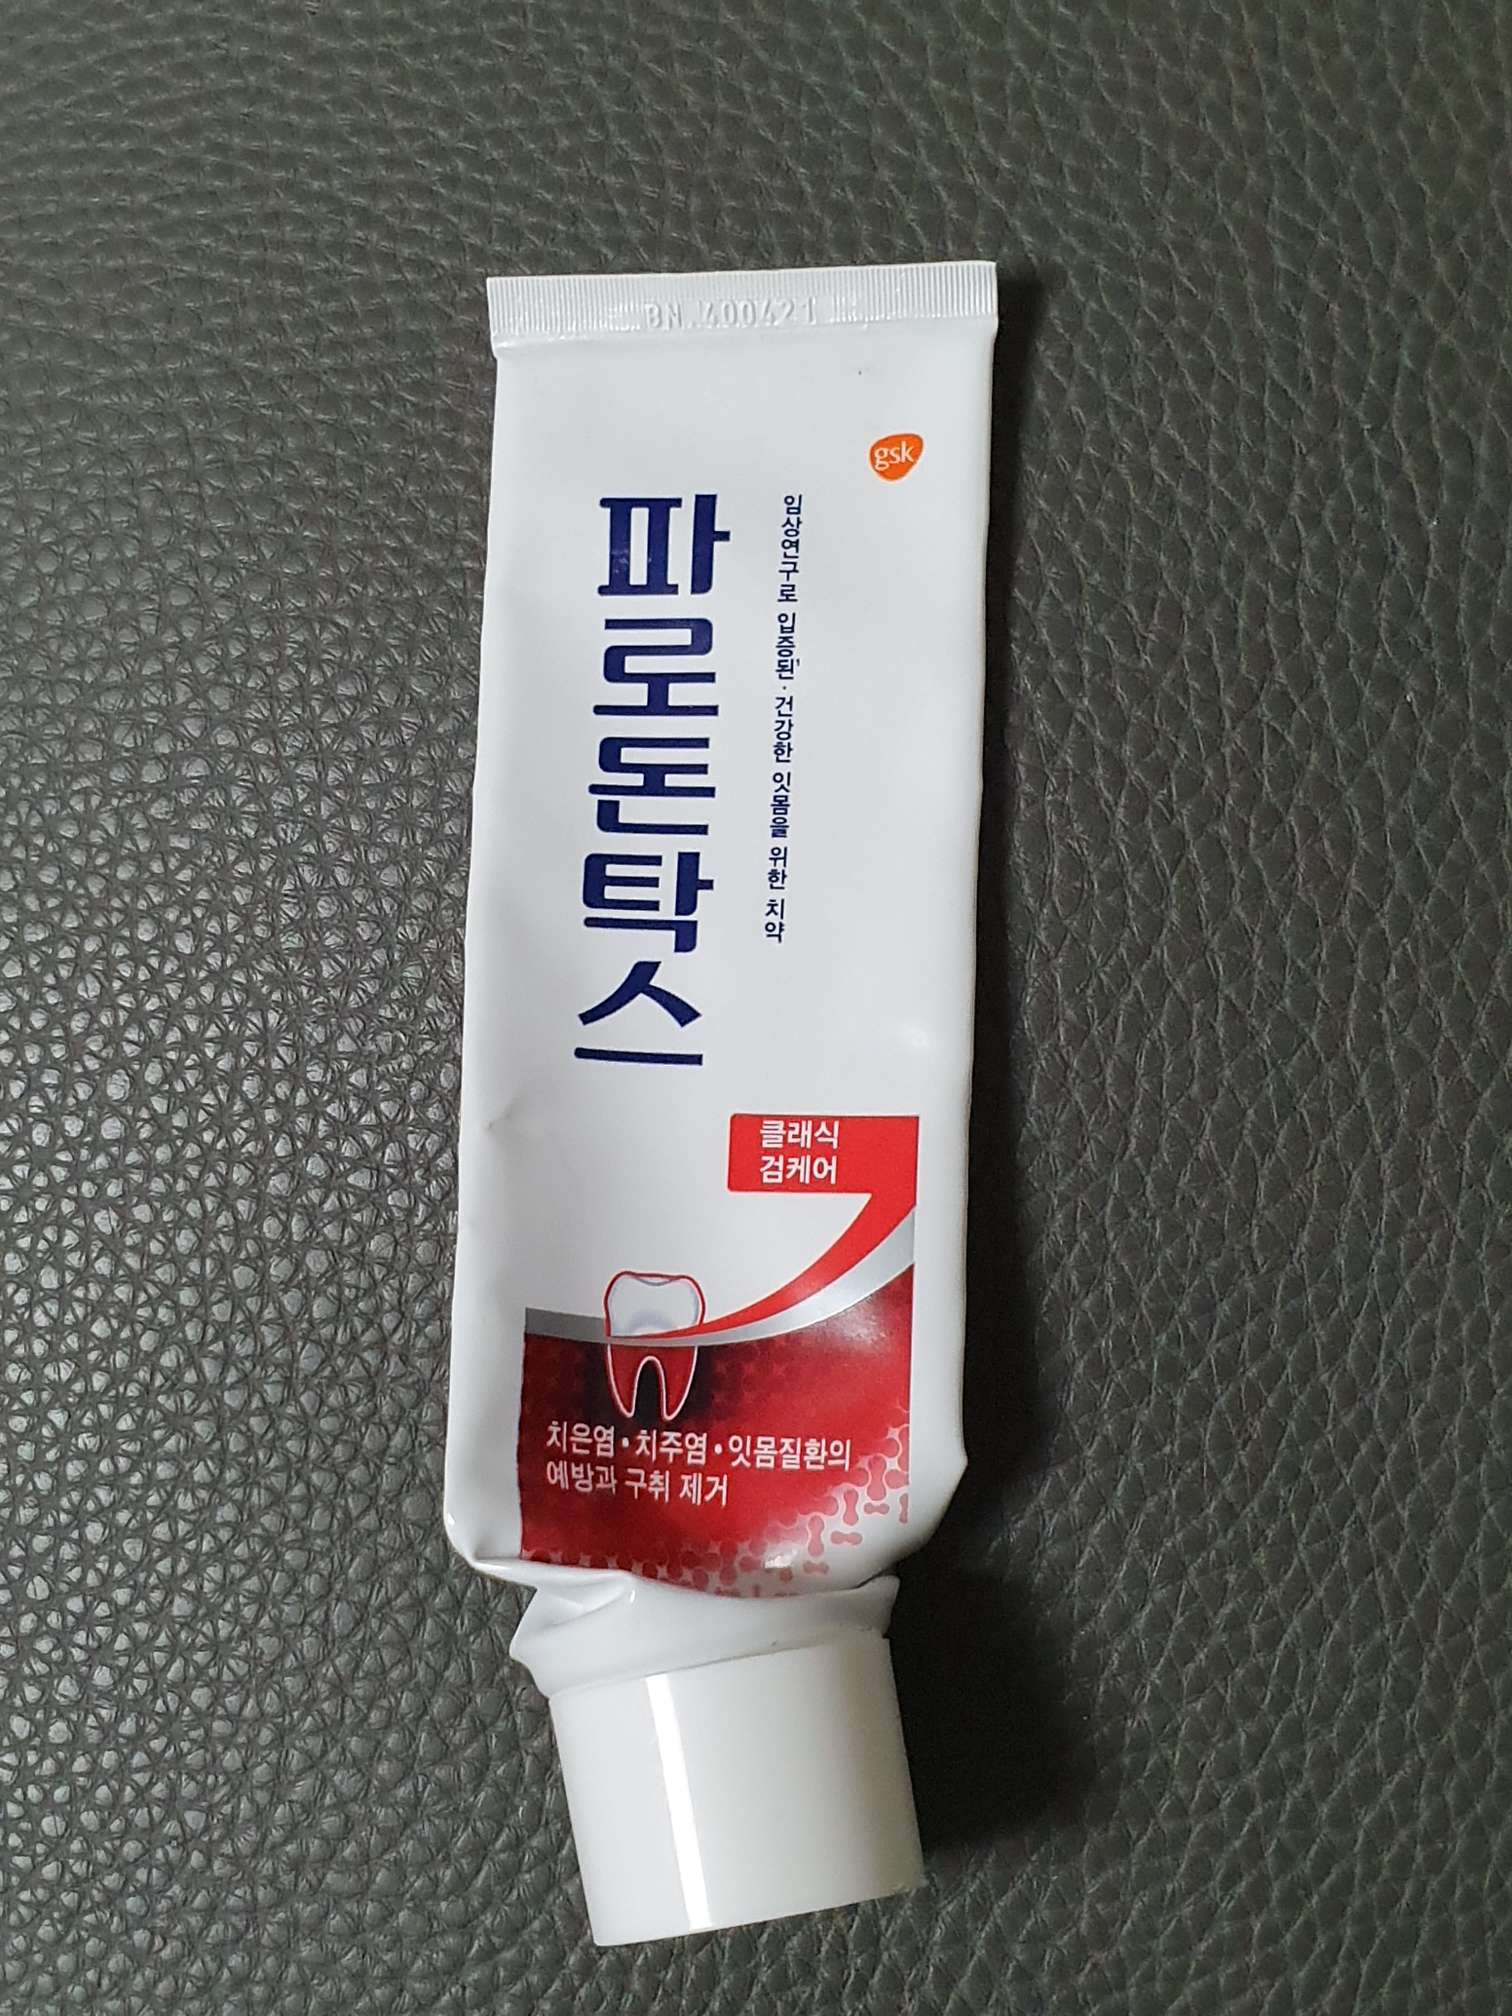 BN. 400421
gsk
임상연구로 입증된¹·건강한 잇몸을 위한 치약
파로돈탁스
클래식
검케어
치은염·치주염·잇몸질환의
예방과 구취 제거